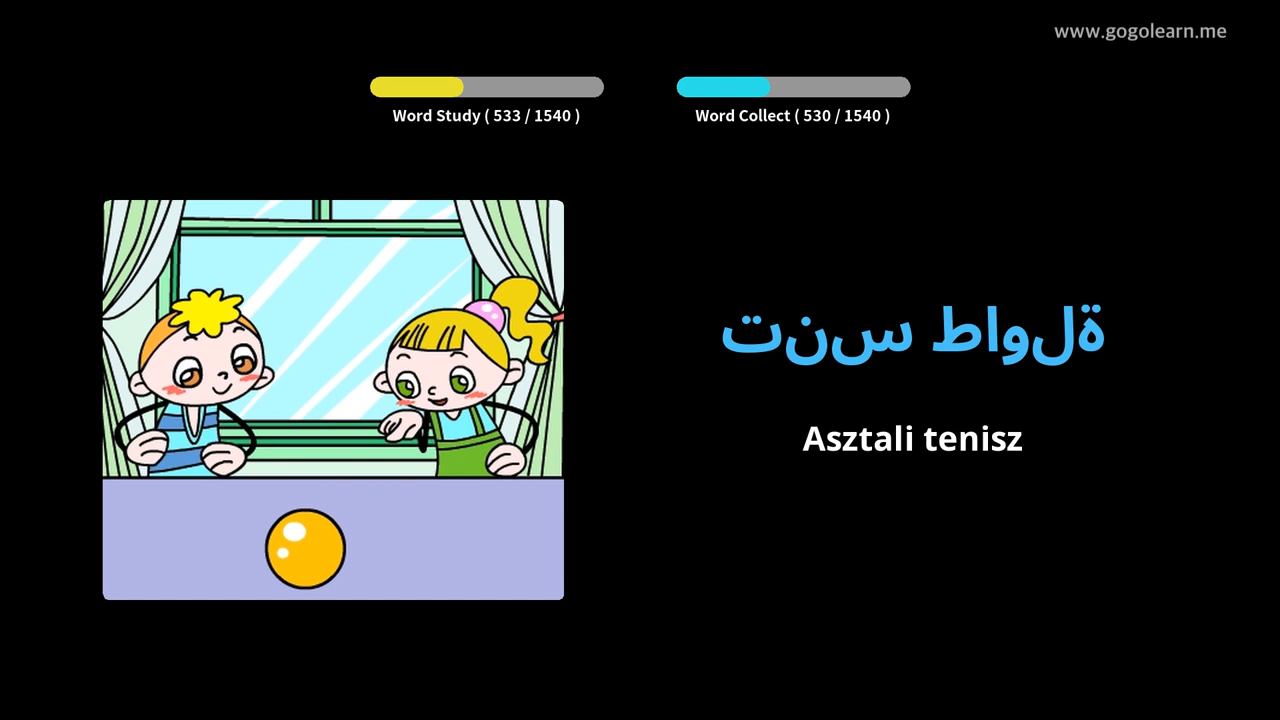 www.gogolearn.me
Word Study ( 533 / 1540 )
Word Collect ( 530 / 1540 )
تنس طاولة
Asztali tenisz